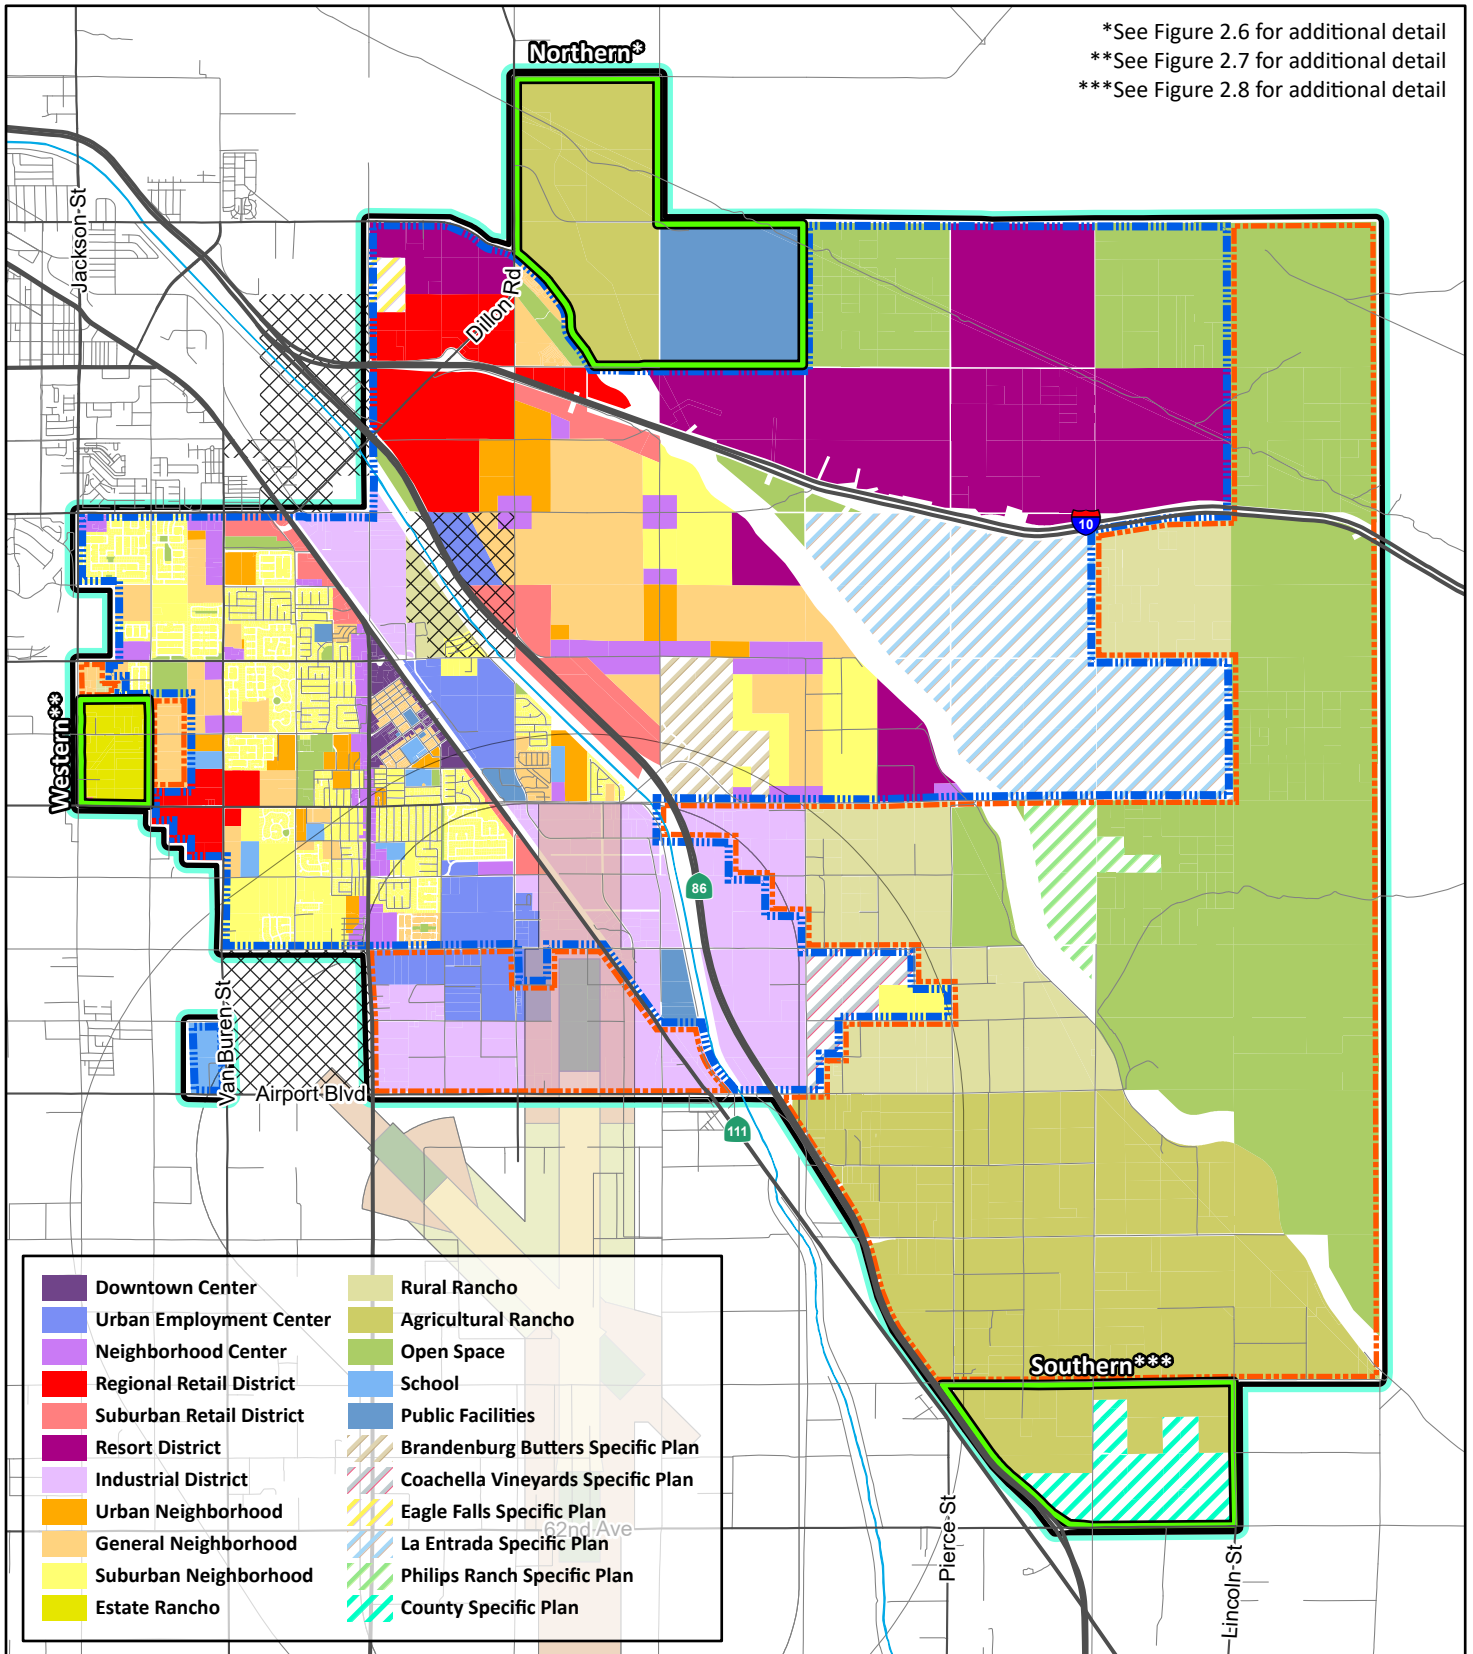 *See Figure 2.6 for additional detail
**See Figure 2.7 for additional detail
***See Figure 2.8 for additional detail
Northern*
Jackson St
Dillon Rd
10
Western**
86
Van Buren St
Airport Blvd
111
Southern***
Pierce St
Lincoln St
62nd Ave
Downtown Center
Urban Employment Center
Neighborhood Center
Regional Retail District
Suburban Retail District
Resort District
Industrial District
Urban Neighborhood
General Neighborhood
Suburban Neighborhood
Estate Rancho
Rural Rancho
Agricultural Rancho
Open Space
School
Public Facilities
Brandenburg Butters Specific Plan
Coachella Vineyards Specific Plan
Eagle Falls Specific Plan
La Entrada Specific Plan
Philips Ranch Specific Plan
County Specific Plan